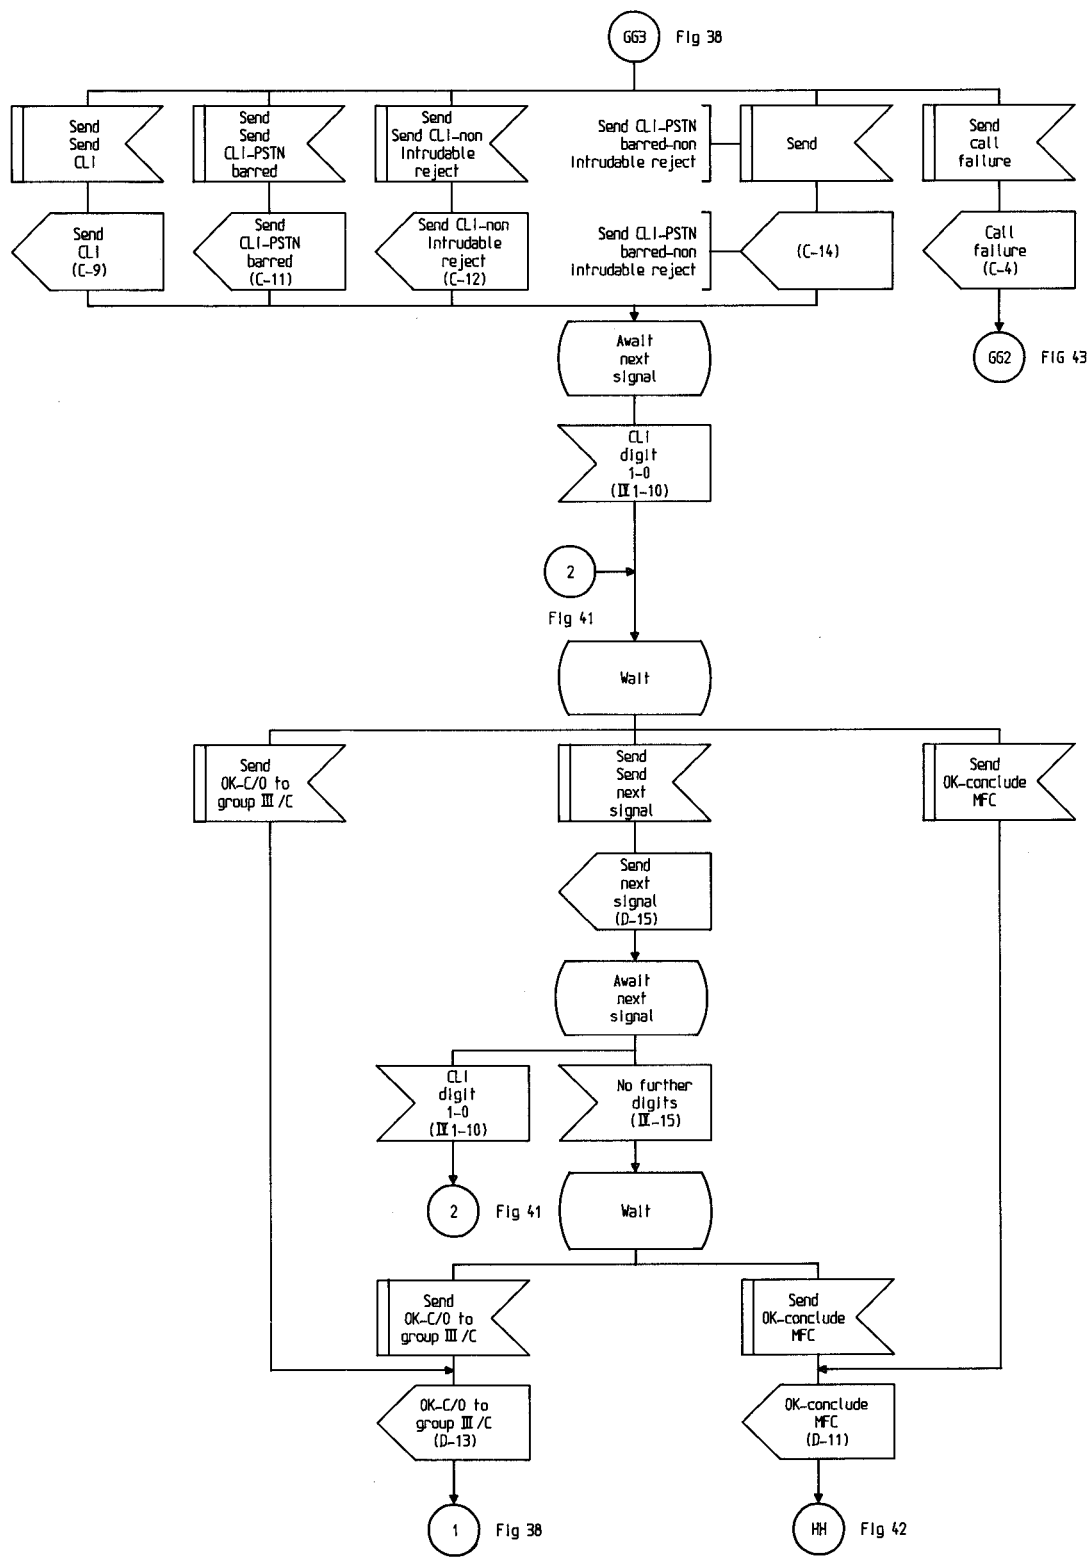 GG3 Fig 38
Send
Send
CLI
Send
Send
CLI-PSTN
barred
Send
Send CLI-non
Intrudable
reject
Send CLI-PSTN
barred-non
Intrudable reject
Send
Send
call
failure
Send
CLI
(C-9)
Send
CLI-PSTN
barred
(C-11)
Send CLI-non
Intrudable
reject
(C-12)
Send CLI-PSTN
barred-non
Intrudable reject
(C-14)
Call
failure
(C-4)
Await
next
signal
GG2 FIG 43
CLI
digit
1-0
(IV 1-10)
2
Fig 41
Wait
Send
OK-C/O to
group III /C
Send
Send
next
signal
Send
OK-conclude
MFC
Send
next
signal
(D-15)
Await
next
signal
CLI
digit
1-0
(IV 1-10)
No further
digits
(IV-15)
2 Fig 41
Wait
Send
OK-C/O to
group III /C
Send
OK-conclude
MFC
OK-C/O to
group III /C
(D-13)
OK-conclude
MFC
(D-11)
1 Fig 38
HH Fig 42